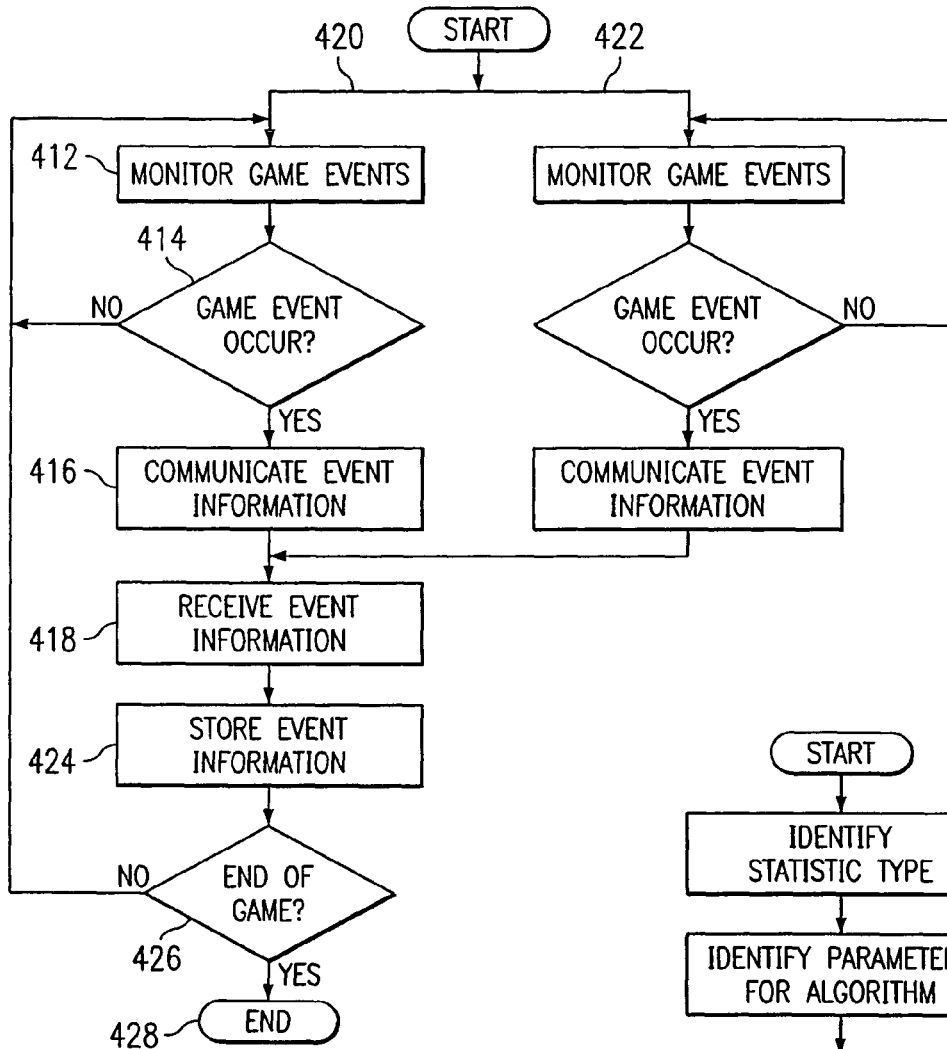 START
420
422
412
MONITOR GAME EVENTS
MONITOR GAME EVENTS
414
NO
GAME EVENT
OCCUR?
GAME EVENT
OCCUR?
NO
YES
YES
416
COMMUNICATE EVENT
INFORMATION
COMMUNICATE EVENT
INFORMATION
418
RECEIVE EVENT
INFORMATION
424
STORE EVENT
INFORMATION
NO
END OF
GAME?
426
YES
END
428
START
IDENTIFY
STATISTIC TYPE
IDENTIFY PARAMETE
FOR ALGORITHM